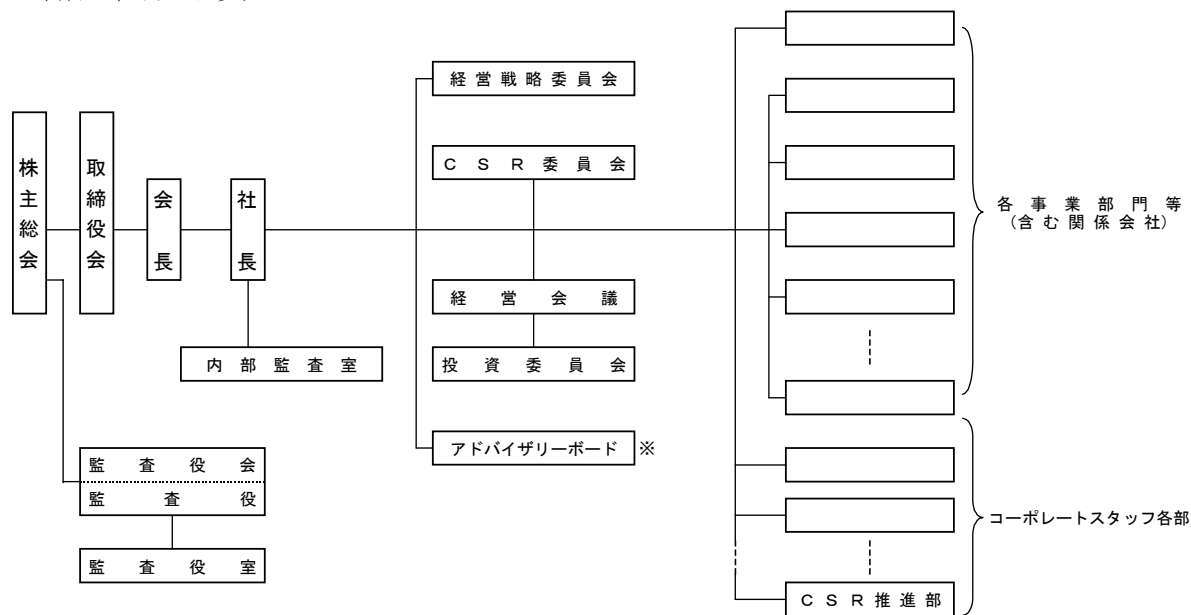 株主総会
取締役会
会長
社長
内部監査室
監査役会
監査役
監査役室
経営戦略委員会
CSR委員会
経営会議
投資委員会
アドバイザリーボード ※
各事業部門等
(含む関係会社)
コーポレートスタッフ各部
CSR推進部